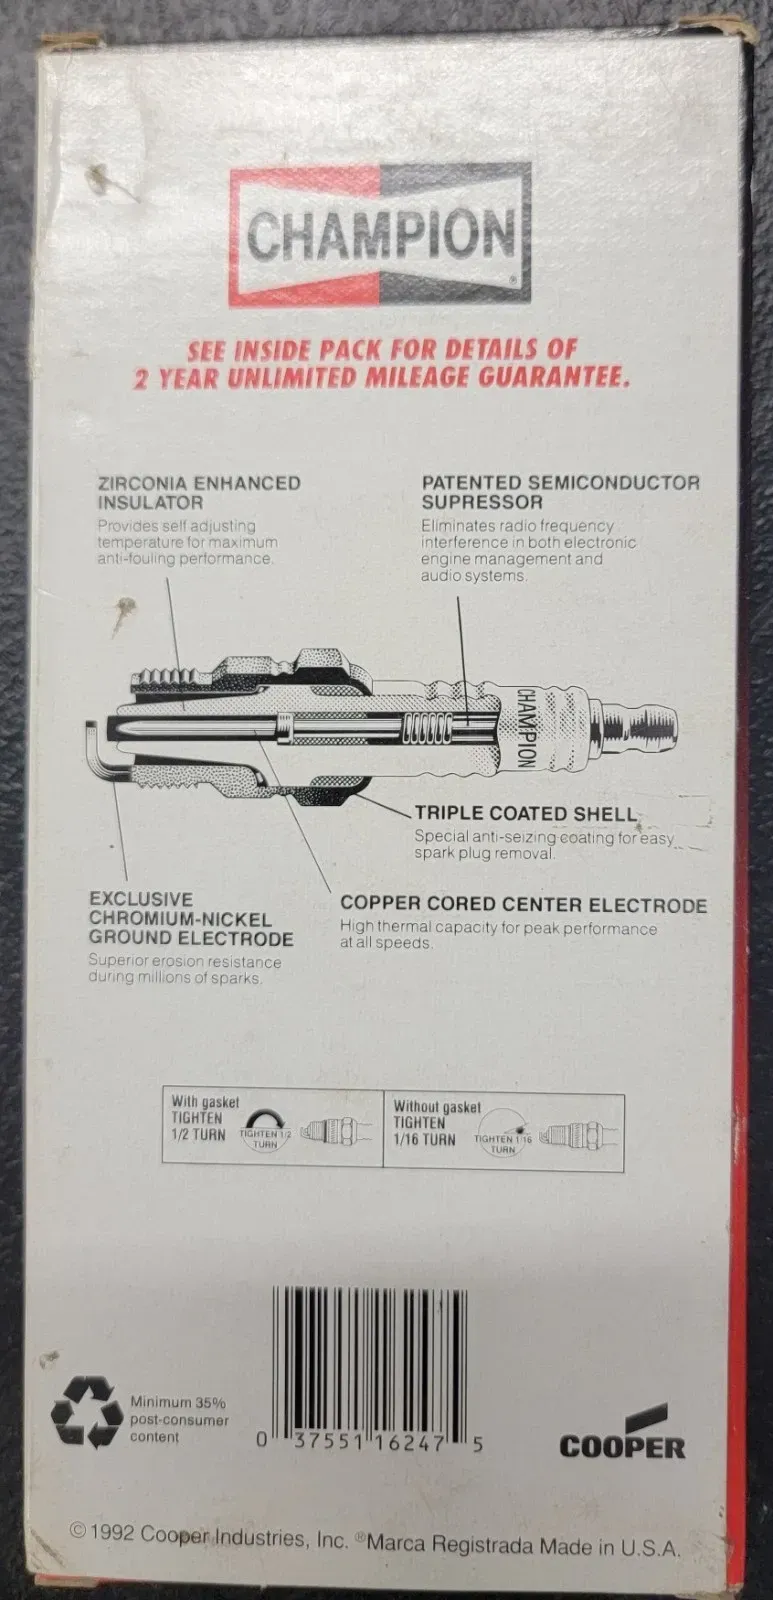 CHAMPION
®
SEE INSIDE PACK FOR DETAILS OF
2 YEAR UNLIMITED MILEAGE GUARANTEE.
ZIRCONIA ENHANCED
INSULATOR
Provides self adjusting
temperature for maximum
anti-fouling performance.
PATENTED SEMICONDUCTOR
SUPRESSOR
Eliminates radio frequency
interference in both electronic
engine management and
audio systems.
CHAMPION
TRIPLE COATED SHELL
Special anti-seizing coating for easy
spark plug removal.
EXCLUSIVE
CHROMIUM-NICKEL
GROUND ELECTRODE
Superior erosion resistance
during millions of sparks.
COPPER CORED CENTER ELECTRODE
High thermal capacity for peak performance
at all speeds.
With gasket
TIGHTEN
1/2 TURN
TIGHTEN 1/2
TURN
Without gasket
TIGHTEN
1/16 TURN
TIGHTEN 1/16
TURN
Minimum 35%
post-consumer
content
0 37551 16247 5
COOPER
© 1992 Cooper Industries, Inc. ®Marca Registrada Made in U.S.A.